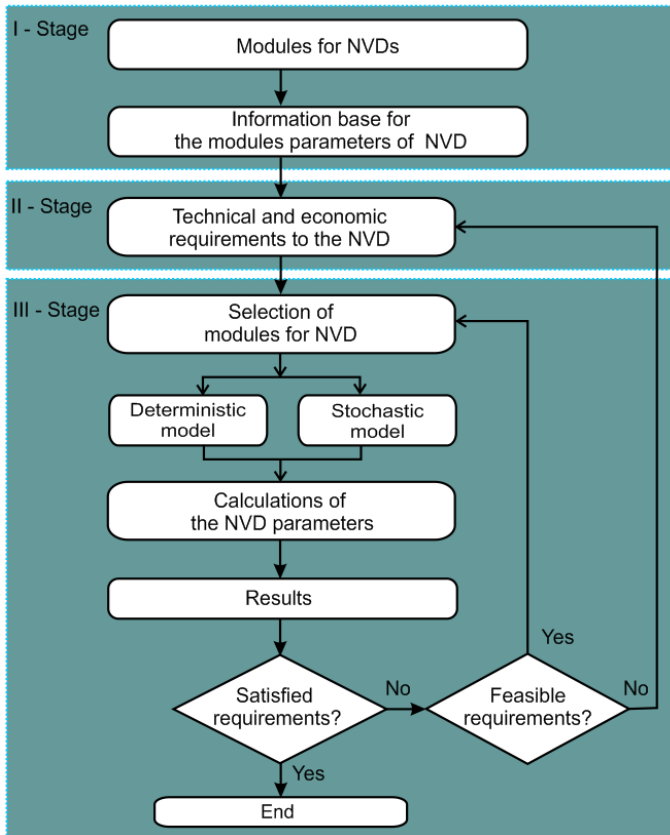 I - Stage
Modules for NVDs
Information base for
the modules parameters of NVD
II - Stage
Technical and economic
requirements to the NVD
III - Stage
Selection of
modules for NVD
Deterministic
model
Stochastic
model
Calculations of
the NVD parameters
Results
Satisfied
requirements?
No
Feasible
requirements?
Yes
No
Yes
End